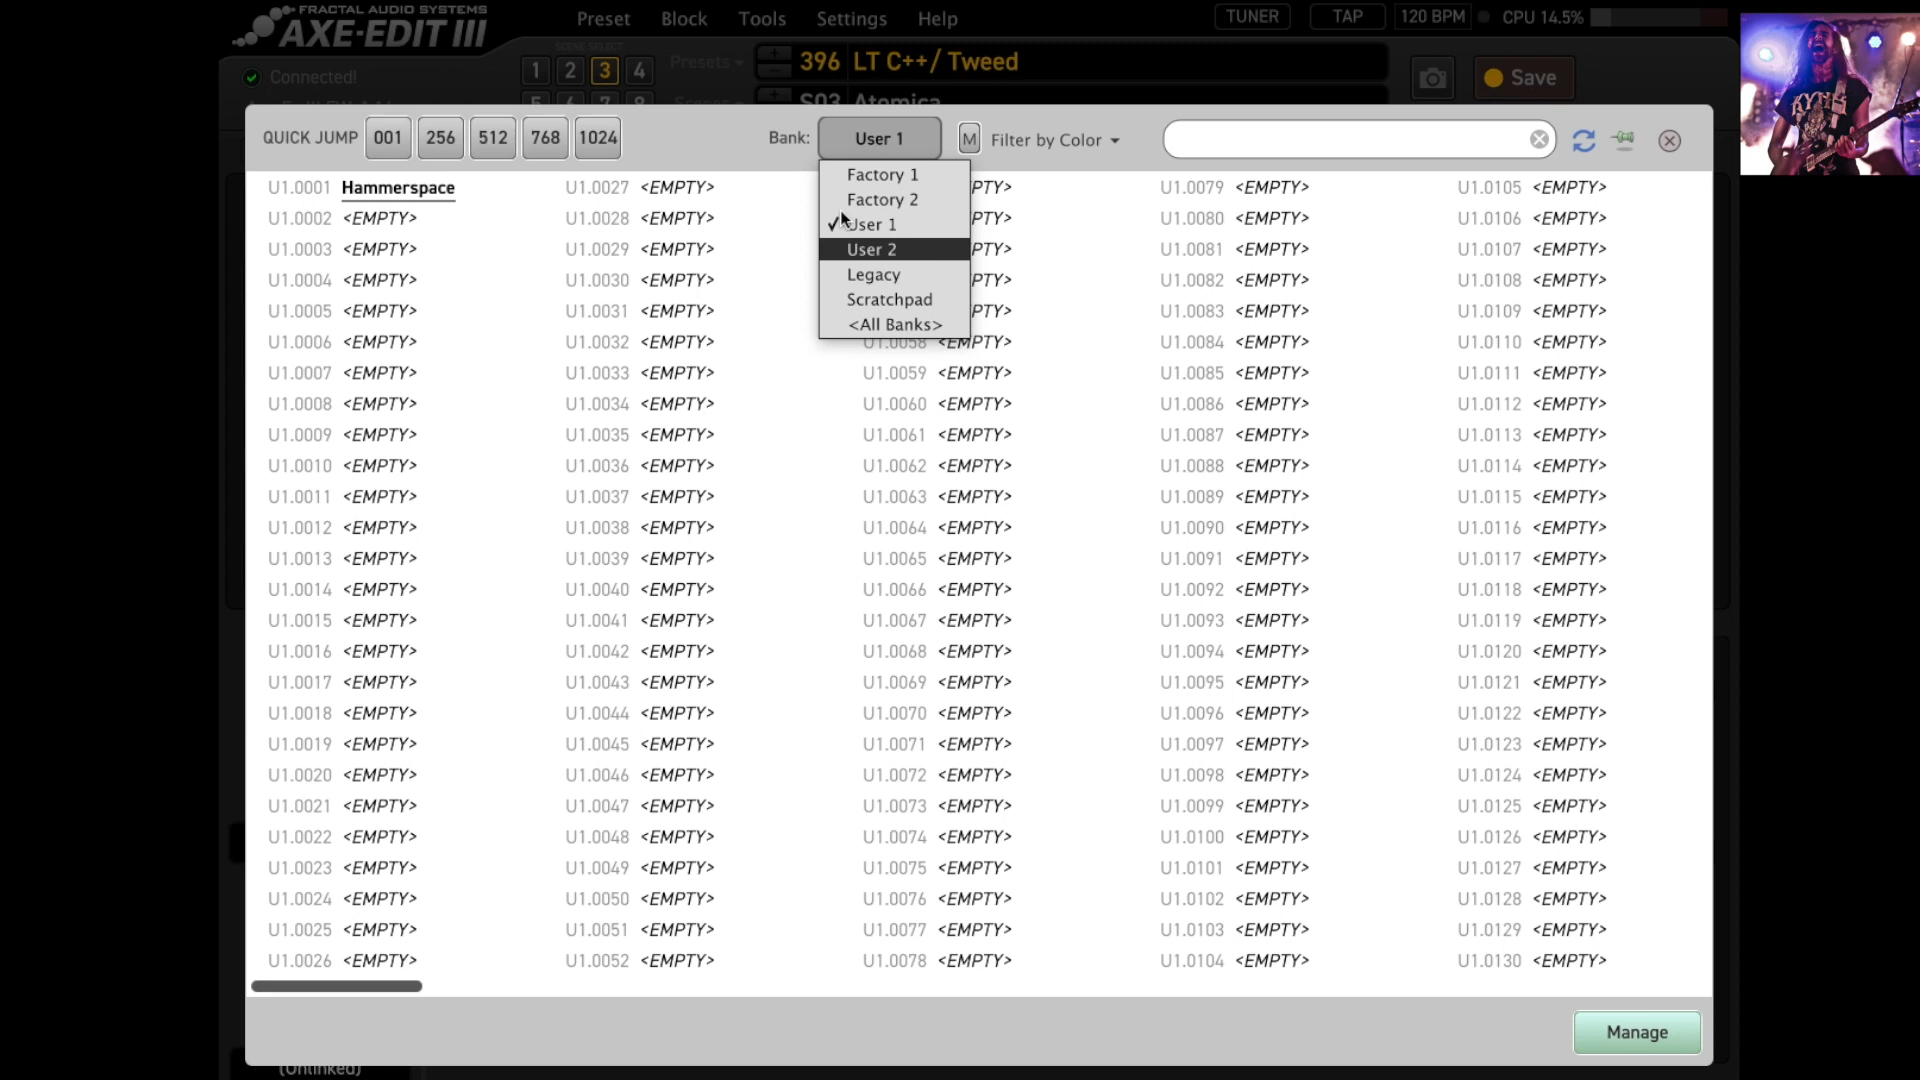 FRACTAL AUDIO SYSTEMS
AXE-EDIT III
Preset Block Tools Settings Help
TUNER TAP 120 BPM CPU 14.5%
Connected!
SCENE SELECT
1 2 3 4
Presets
396 LT C++/ Tweed
Save
S03 Atomica
QUICK JUMP 001 256 512 768 1024
Bank: User 1 M Filter by Color
Factory 1
Factory 2
✓ User 1
User 2
Legacy
Scratchpad
<All Banks>
U1.0001 Hammerspace U1.0027 <EMPTY> PTY> U1.0079 <EMPTY> U1.0105 <EMPTY>
U1.0002 <EMPTY> U1.0028 <EMPTY> PTY> U1.0080 <EMPTY> U1.0106 <EMPTY>
U1.0003 <EMPTY> U1.0029 <EMPTY> PTY> U1.0081 <EMPTY> U1.0107 <EMPTY>
U1.0004 <EMPTY> U1.0030 <EMPTY> PTY> U1.0082 <EMPTY> U1.0108 <EMPTY>
U1.0005 <EMPTY> U1.0031 <EMPTY> PTY> U1.0083 <EMPTY> U1.0109 <EMPTY>
U1.0006 <EMPTY> U1.0032 <EMPTY> U1.0058 <EMPTY> U1.0084 <EMPTY> U1.0110 <EMPTY>
U1.0007 <EMPTY> U1.0033 <EMPTY> U1.0059 <EMPTY> U1.0085 <EMPTY> U1.0111 <EMPTY>
U1.0008 <EMPTY> U1.0034 <EMPTY> U1.0060 <EMPTY> U1.0086 <EMPTY> U1.0112 <EMPTY>
U1.0009 <EMPTY> U1.0035 <EMPTY> U1.0061 <EMPTY> U1.0087 <EMPTY> U1.0113 <EMPTY>
U1.0010 <EMPTY> U1.0036 <EMPTY> U1.0062 <EMPTY> U1.0088 <EMPTY> U1.0114 <EMPTY>
U1.0011 <EMPTY> U1.0037 <EMPTY> U1.0063 <EMPTY> U1.0089 <EMPTY> U1.0115 <EMPTY>
U1.0012 <EMPTY> U1.0038 <EMPTY> U1.0064 <EMPTY> U1.0090 <EMPTY> U1.0116 <EMPTY>
U1.0013 <EMPTY> U1.0039 <EMPTY> U1.0065 <EMPTY> U1.0091 <EMPTY> U1.0117 <EMPTY>
U1.0014 <EMPTY> U1.0040 <EMPTY> U1.0066 <EMPTY> U1.0092 <EMPTY> U1.0118 <EMPTY>
U1.0015 <EMPTY> U1.0041 <EMPTY> U1.0067 <EMPTY> U1.0093 <EMPTY> U1.0119 <EMPTY>
U1.0016 <EMPTY> U1.0042 <EMPTY> U1.0068 <EMPTY> U1.0094 <EMPTY> U1.0120 <EMPTY>
U1.0017 <EMPTY> U1.0043 <EMPTY> U1.0069 <EMPTY> U1.0095 <EMPTY> U1.0121 <EMPTY>
U1.0018 <EMPTY> U1.0044 <EMPTY> U1.0070 <EMPTY> U1.0096 <EMPTY> U1.0122 <EMPTY>
U1.0019 <EMPTY> U1.0045 <EMPTY> U1.0071 <EMPTY> U1.0097 <EMPTY> U1.0123 <EMPTY>
U1.0020 <EMPTY> U1.0046 <EMPTY> U1.0072 <EMPTY> U1.0098 <EMPTY> U1.0124 <EMPTY>
U1.0021 <EMPTY> U1.0047 <EMPTY> U1.0073 <EMPTY> U1.0099 <EMPTY> U1.0125 <EMPTY>
U1.0022 <EMPTY> U1.0048 <EMPTY> U1.0074 <EMPTY> U1.0100 <EMPTY> U1.0126 <EMPTY>
U1.0023 <EMPTY> U1.0049 <EMPTY> U1.0075 <EMPTY> U1.0101 <EMPTY> U1.0127 <EMPTY>
U1.0024 <EMPTY> U1.0050 <EMPTY> U1.0076 <EMPTY> U1.0102 <EMPTY> U1.0128 <EMPTY>
U1.0025 <EMPTY> U1.0051 <EMPTY> U1.0077 <EMPTY> U1.0103 <EMPTY> U1.0129 <EMPTY>
U1.0026 <EMPTY> U1.0052 <EMPTY> U1.0078 <EMPTY> U1.0104 <EMPTY> U1.0130 <EMPTY>
Manage
(Unlinked)